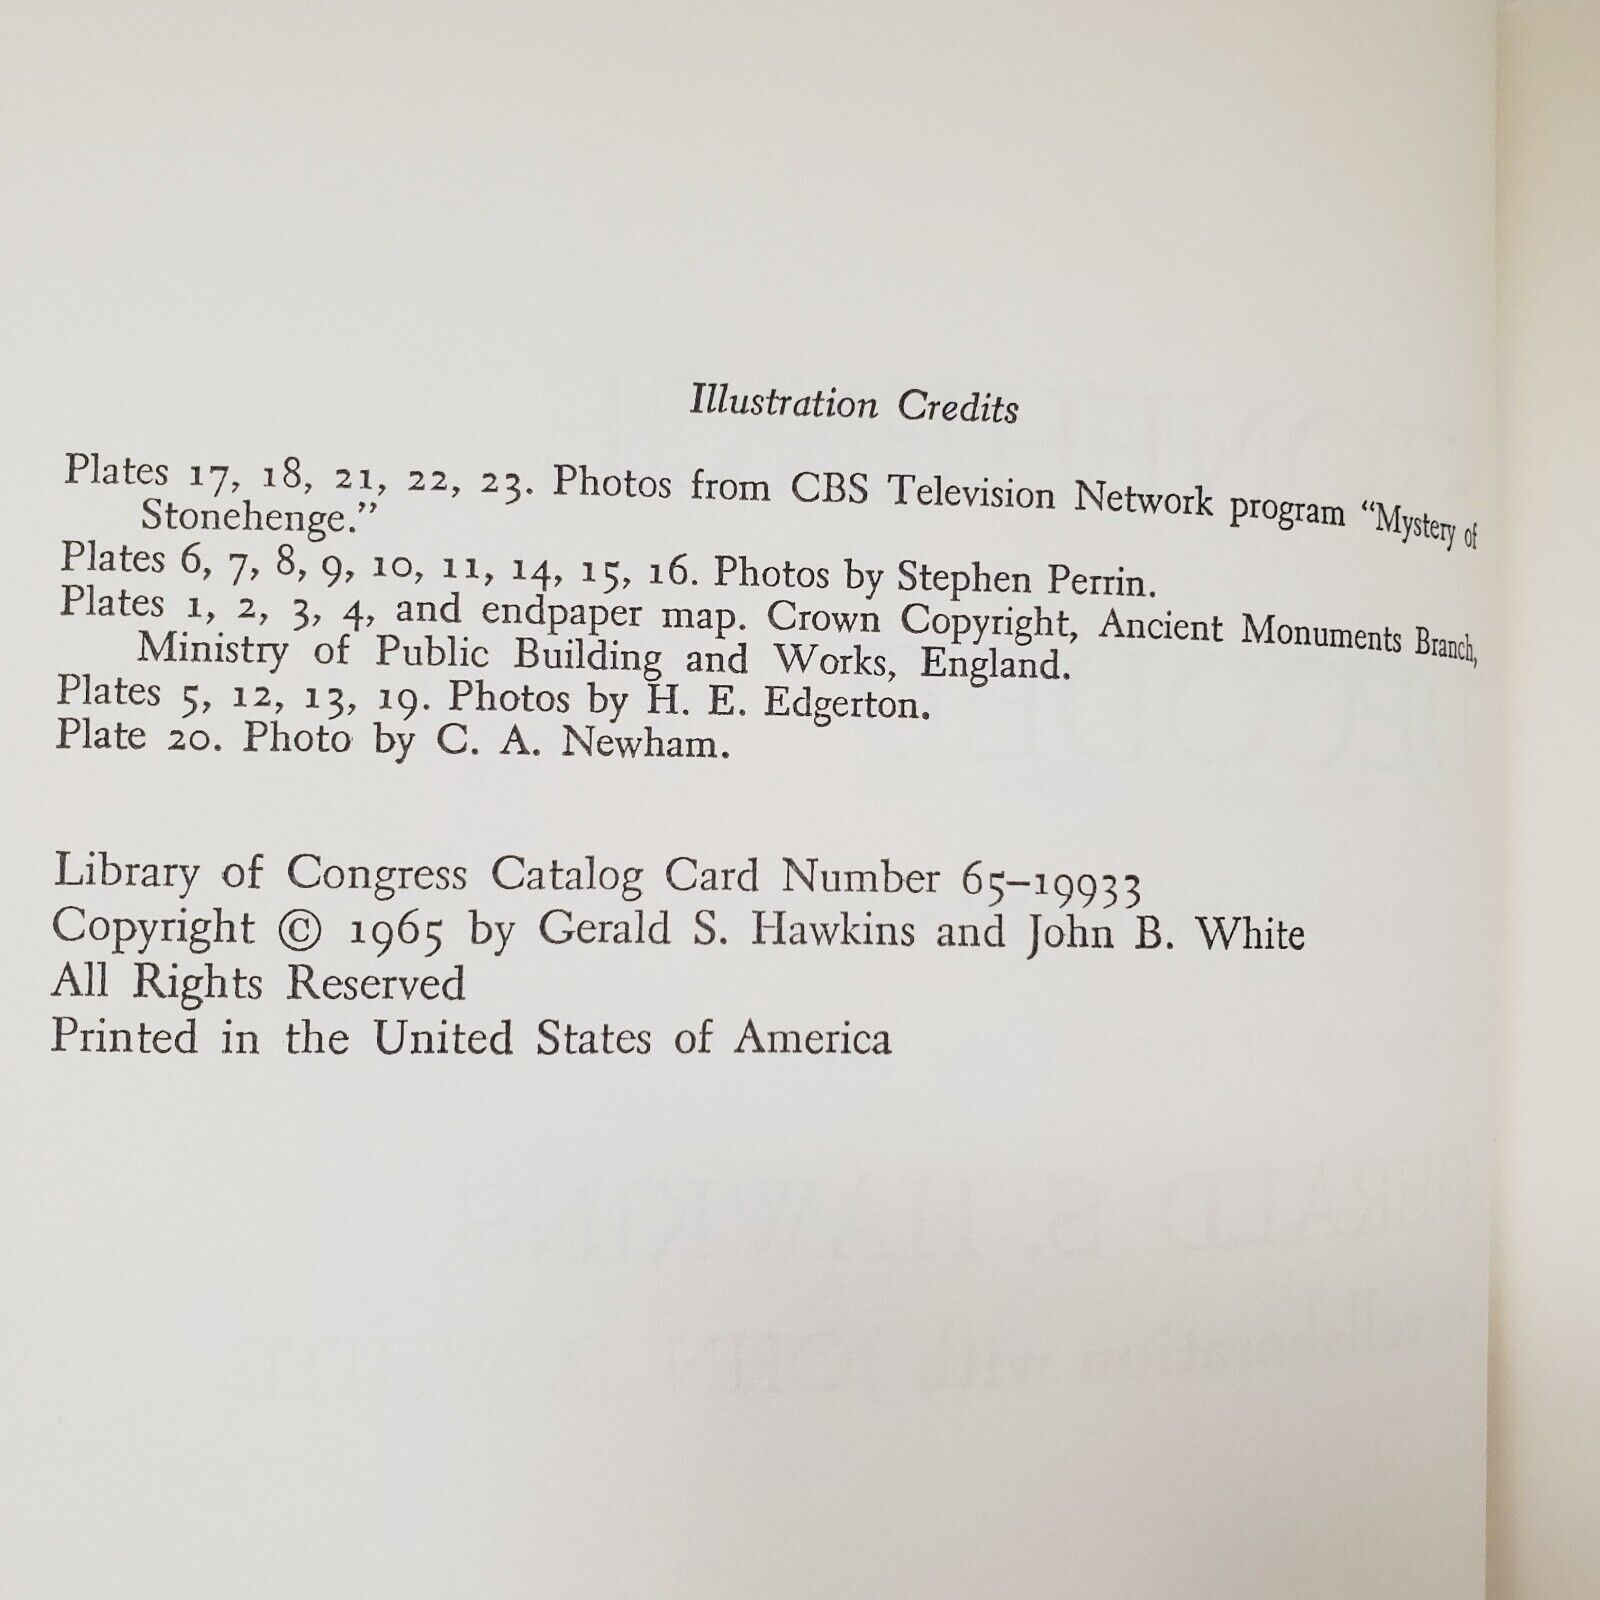 Illustration Credits
Plates 17, 18, 21, 22, 23. Photos from CBS Television Network program “Mystery of
Stonehenge.”
Plates 6, 7, 8, 9, 10, 11, 14, 15, 16. Photos by Stephen Perrin.
Plates 1, 2, 3, 4, and endpaper map. Crown Copyright, Ancient Monuments Branch,
Ministry of Public Building and Works, England.
Plates 5, 12, 13, 19. Photos by H. E. Edgerton.
Plate 20. Photo by C. A. Newham.
Library of Congress Catalog Card Number 65–19933
Copyright © 1965 by Gerald S. Hawkins and John B. White
All Rights Reserved
Printed in the United States of America